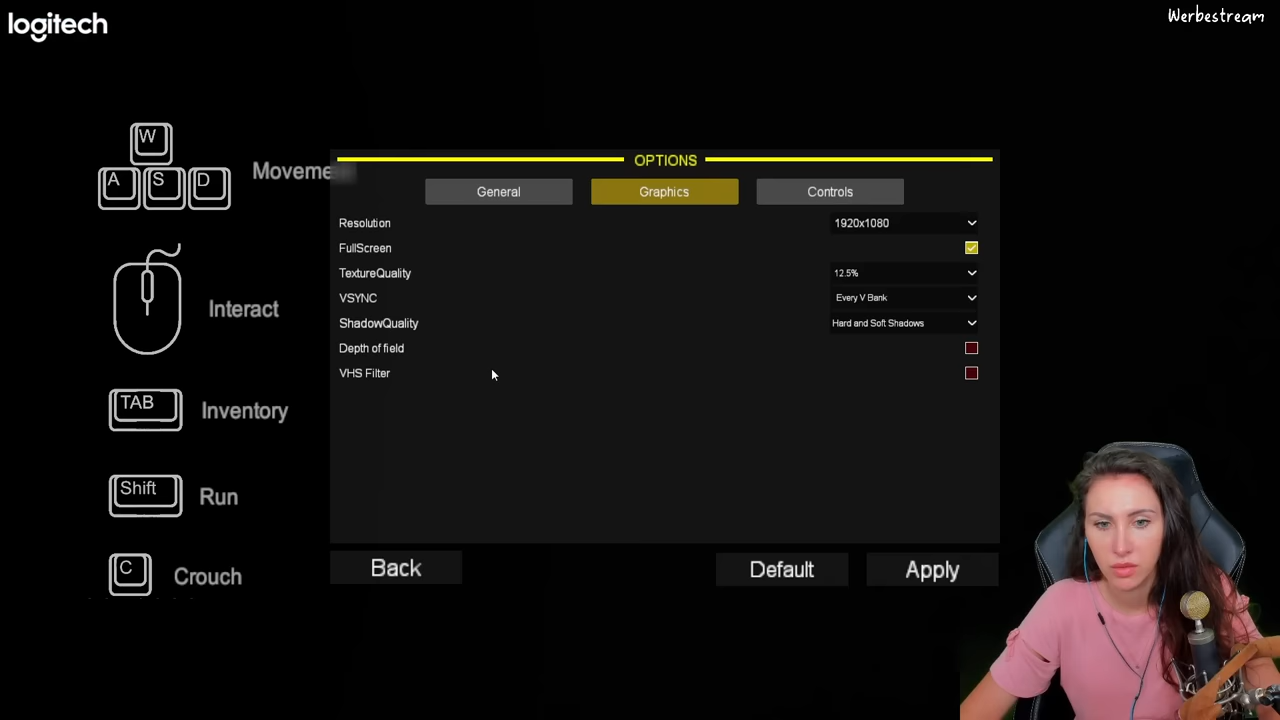 logitech
Werbestream
W
A
S
D
Movemen
OPTIONS
General
Graphics
Controls
Resolution
1920x1080
FullScreen
TextureQuality
12.5%
VSYNC
Every V Bank
ShadowQuality
Hard and Soft Shadows
Depth of field
VHS Filter
Interact
TAB
Inventory
Shift
Run
C
Crouch
Back
Default
Apply